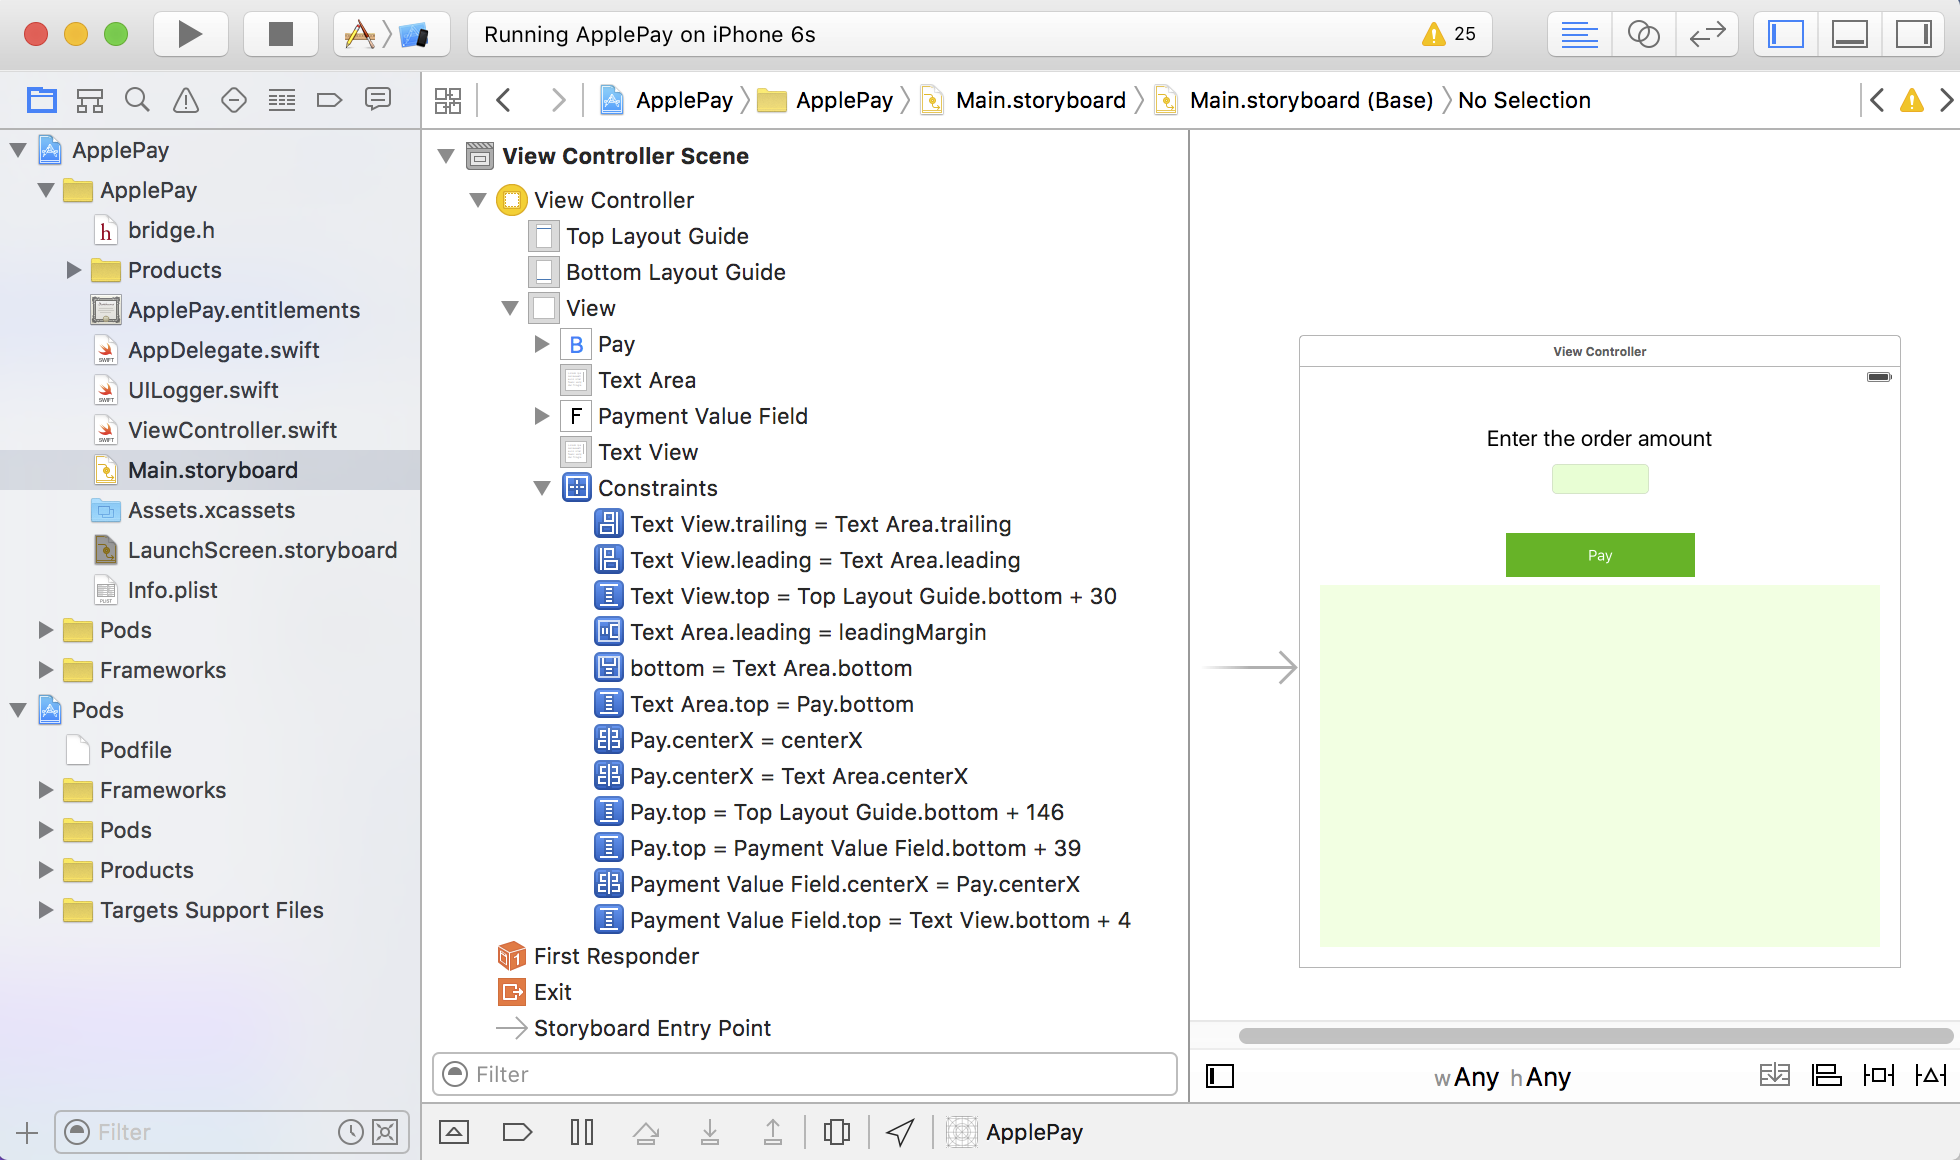 Running ApplePay on iPhone 6s
25
ApplePay
ApplePay
Main.storyboard
Main.storyboard (Base)
No Selection
ApplePay
ApplePay
h bridge.h
Products
ApplePay.entitlements
SWIFT AppDelegate.swift
SWIFT UILogger.swift
SWIFT ViewController.swift
Main.storyboard
Assets.xcassets
LaunchScreen.storyboard
PLIST Info.plist
Pods
Frameworks
Pods
Podfile
Frameworks
Pods
Products
Targets Support Files
Filter
View Controller Scene
View Controller
Top Layout Guide
Bottom Layout Guide
View
B Pay
Text Area
F Payment Value Field
Text View
Constraints
Text View.trailing = Text Area.trailing
Text View.leading = Text Area.leading
Text View.top = Top Layout Guide.bottom + 30
Text Area.leading = leadingMargin
bottom = Text Area.bottom
Text Area.top = Pay.bottom
Pay.centerX = centerX
Pay.centerX = Text Area.centerX
Pay.top = Top Layout Guide.bottom + 146
Pay.top = Payment Value Field.bottom + 39
Payment Value Field.centerX = Pay.centerX
Payment Value Field.top = Text View.bottom + 4
1 First Responder
Exit
Storyboard Entry Point
Filter
View Controller
Enter the order amount
Pay
wAny hAny
ApplePay